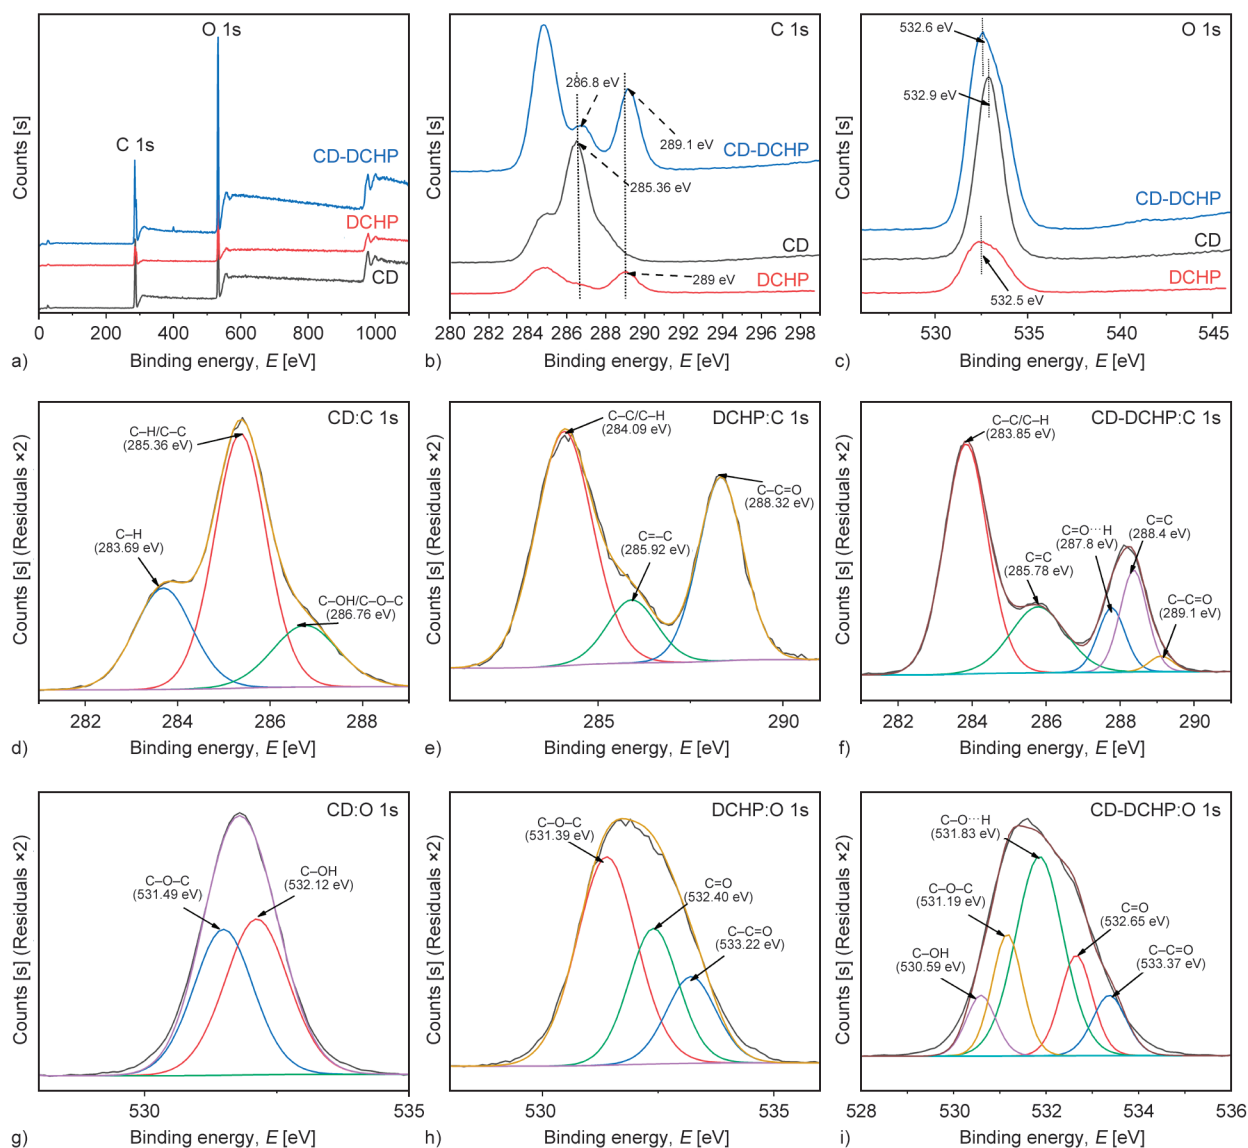 O 1s
C 1s
CD-DCHP
DCHP
CD
Counts [s]
0 200 400 600 800 1000
Binding energy, E [eV]
a)
C 1s
286.8 eV
289.1 eV
CD-DCHP
285.36 eV
CD
289 eV
DCHP
Counts [s]
280 282 284 286 288 290 292 294 296 298
Binding energy, E [eV]
b)
O 1s
532.6 eV
532.9 eV
CD-DCHP
CD
DCHP
532.5 eV
Counts [s]
530 535 540 545
Binding energy, E [eV]
c)
CD:C 1s
C–H/C–C
(285.36 eV)
C–H
(283.69 eV)
C–OH/C–O–C
(286.76 eV)
Counts [s] (Residuals ×2)
282 284 286 288
Binding energy, E [eV]
d)
DCHP:C 1s
C–C/C–H
(284.09 eV)
C–C=O
(288.32 eV)
C=–C
(285.92 eV)
Counts [s] (Residuals ×2)
285 290
Binding energy, E [eV]
e)
CD-DCHP:C 1s
C–C/C–H
(283.85 eV)
C=C
(288.4 eV)
C=O···H
(287.8 eV)
C=C
(285.78 eV)
C–C=O
(289.1 eV)
Counts [s] (Residuals ×2)
282 284 286 288 290
Binding energy, E [eV]
f)
CD:O 1s
C–OH
(532.12 eV)
C–O–C
(531.49 eV)
Counts [s] (Residuals ×2)
530 535
Binding energy, E [eV]
g)
DCHP:O 1s
C–O–C
(531.39 eV)
C=O
(532.40 eV)
C–C=O
(533.22 eV)
Counts [s] (Residuals ×2)
530 535
Binding energy, E [eV]
h)
CD-DCHP:O 1s
C–O···H
(531.83 eV)
C–O–C
(531.19 eV)
C=O
(532.65 eV)
C–OH
(530.59 eV)
C–C=O
(533.37 eV)
Counts [s] (Residuals ×2)
528 530 532 534 536
Binding energy, E [eV]
i)